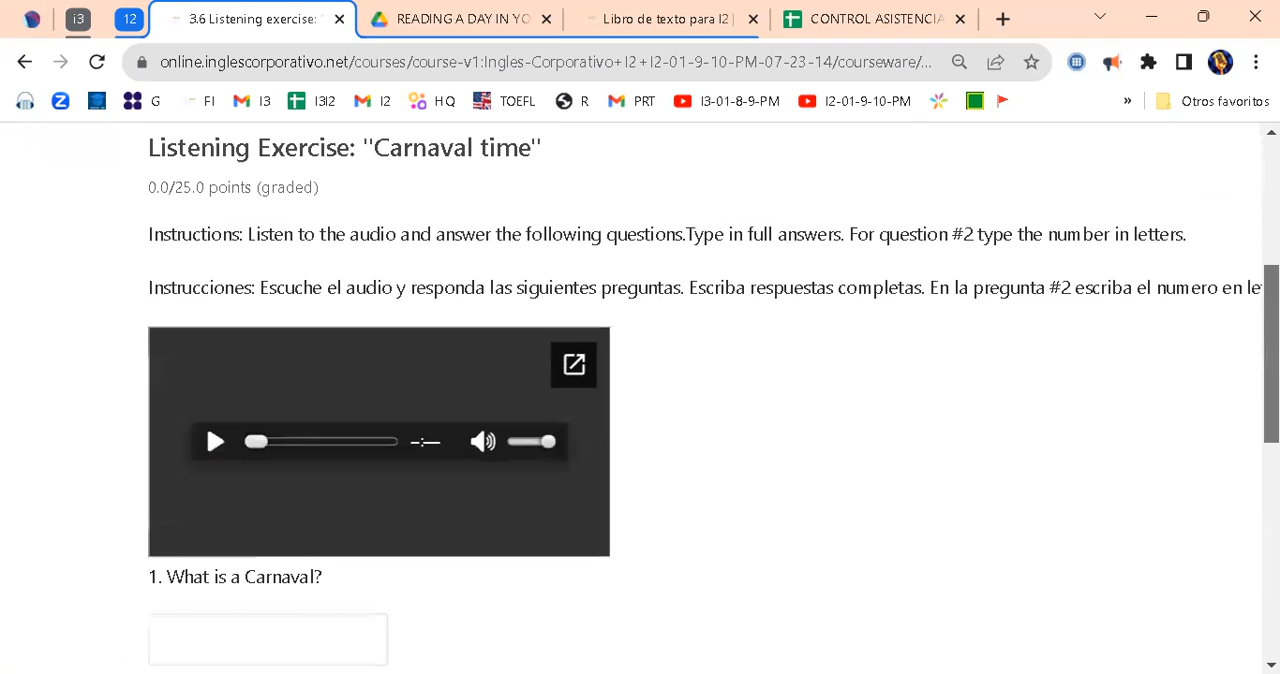 i3
12
3.6 Listening exercise: "
READING A DAY IN YO
Libro de texto para I2 |
CONTROL ASISTENCIA
online.inglescorporativo.net/courses/course-v1:Ingles-Corporativo+I2+I2-01-9-10-PM-07-23-14/courseware/...
G
FI
I3
I3I2
I2
HQ
TOEFL
R
PRT
I3-01-8-9-PM
I2-01-9-10-PM
»
Otros favoritos
Listening Exercise: "Carnaval time"
0.0/25.0 points (graded)
Instructions: Listen to the audio and answer the following questions.Type in full answers. For question #2 type the number in letters.
Instrucciones: Escuche el audio y responda las siguientes preguntas. Escriba respuestas completas. En la pregunta #2 escriba el numero en le
--:--
1. What is a Carnaval?